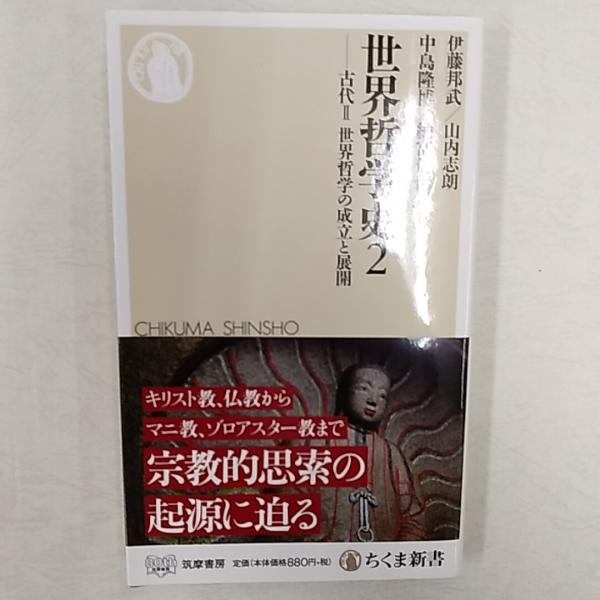 伊藤邦武／山内志朗
中島隆博
世界哲学史2
――古代Ⅱ 世界哲学の成立と展開
CHIKUMA SHINSHO
キリスト教、仏教から
マニ教、ゾロアスター教まで
宗教的思索の
起源に迫る
筑摩書房 定価(本体価格880円+税)
ちくま新書